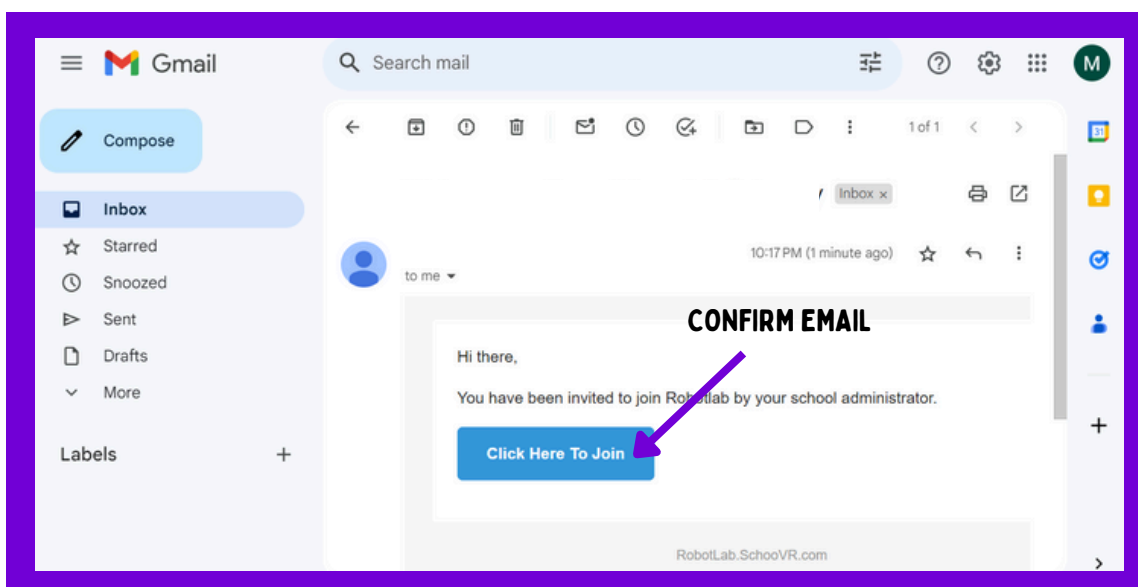 Gmail
Search mail
M
Compose
1 of 1
31
Inbox ×
Inbox
Starred
10:17 PM (1 minute ago)
Snoozed
to me
Sent
CONFIRM EMAIL
Drafts
Hi there,
More
You have been invited to join Robotlab by your school administrator.
Labels
Click Here To Join
RobotLab.SchooVR.com